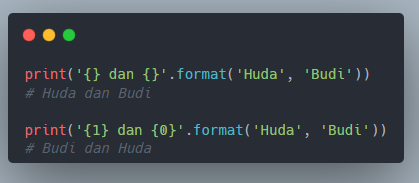 print('{} dan {}'.format('Huda', 'Budi'))
# Huda dan Budi
print('{1} dan {0}'.format('Huda', 'Budi'))
# Budi dan Huda